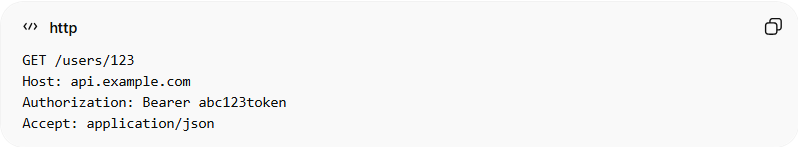 http
GET /users/123
Host: api.example.com
Authorization: Bearer abc123token
Accept: application/json